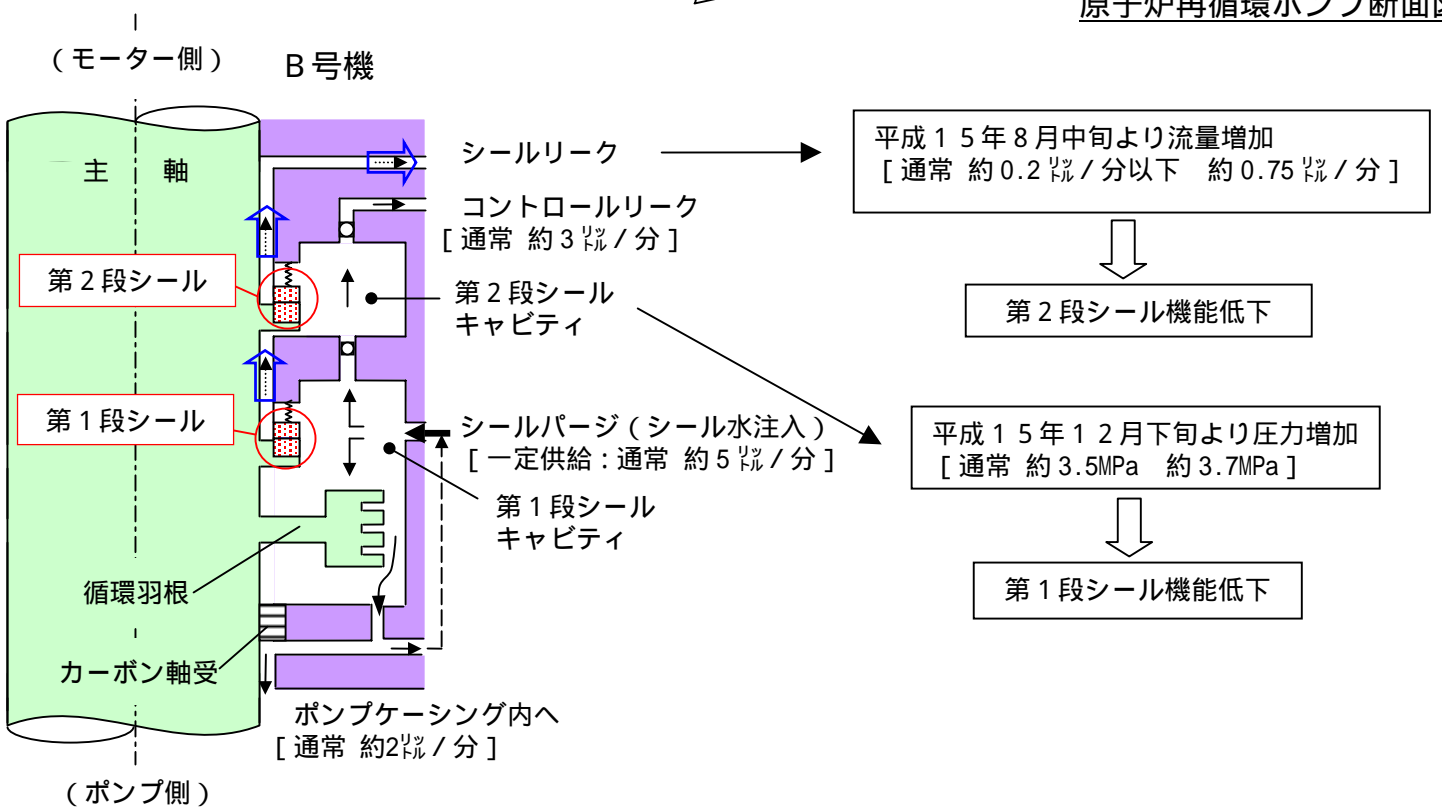 原子炉再循環ポンプ断面図
(モーター側)
B号機
主軸
シールリーク
コントロールリーク
[通常 約3㍑/分]
第2段シール
第2段シール
キャビティ
第1段シール
シールパージ(シール水注入)
[一定供給:通常 約5㍑/分]
第1段シール
キャビティ
循環羽根
カーボン軸受
ポンプケーシング内へ
[通常 約2㍑/分]
(ポンプ側)
平成15年8月中旬より流量増加
[通常 約0.2㍑/分以下 約0.75㍑/分]
第2段シール機能低下
平成15年12月下旬より圧力増加
[通常 約3.5MPa 約3.7MPa]
第1段シール機能低下